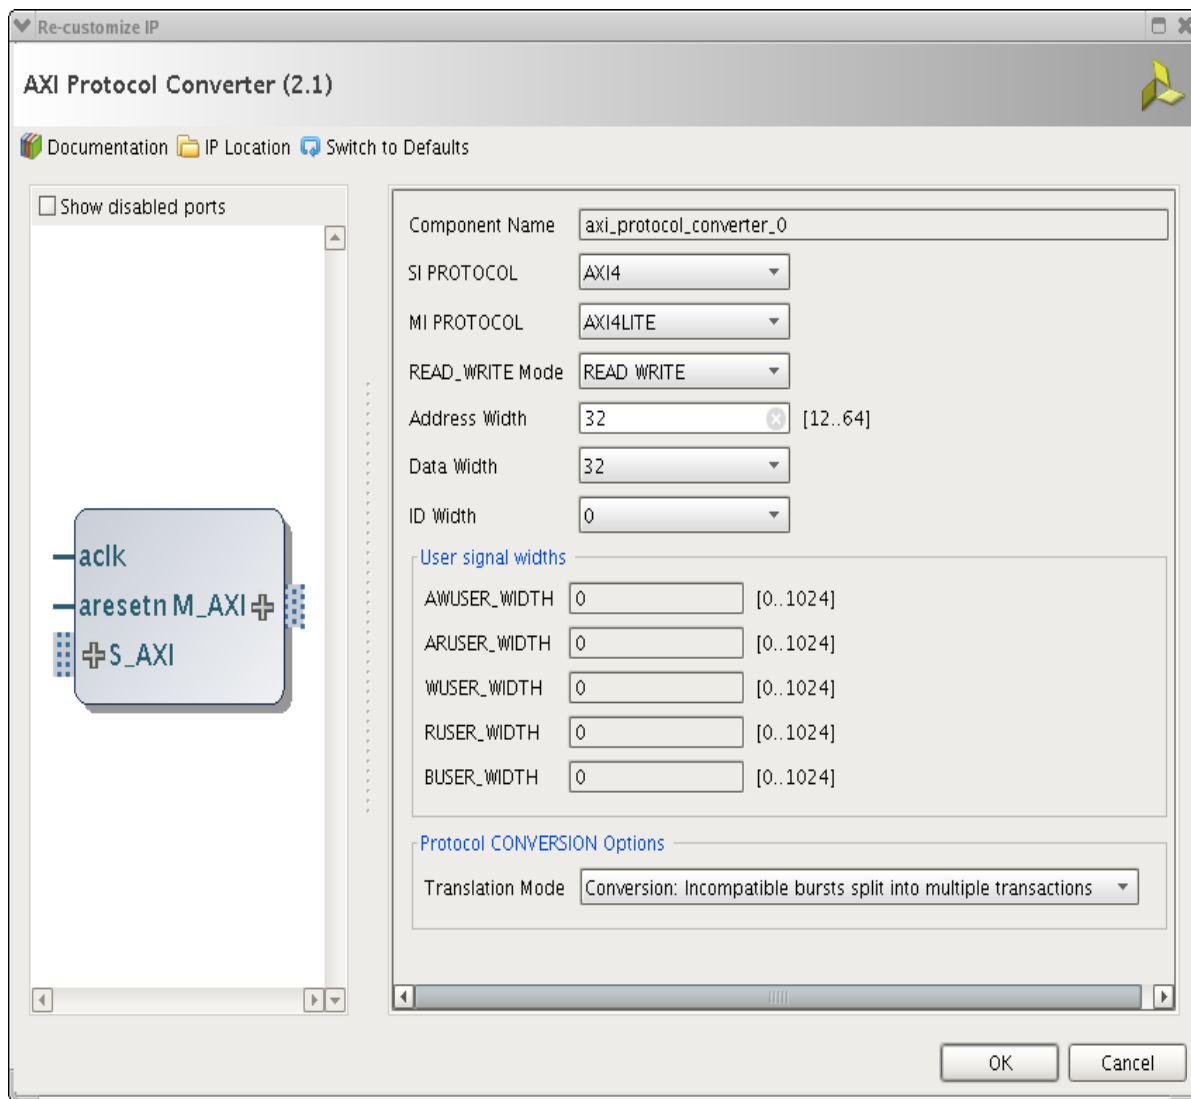 Re-customize IP
AXI Protocol Converter (2.1)
Documentation IP Location Switch to Defaults
Show disabled ports
aclk
aresetn M_AXI
S_AXI
Component Name axi_protocol_converter_0
SI PROTOCOL AXI4
MI PROTOCOL AXI4LITE
READ_WRITE Mode READ WRITE
Address Width 32 [12..64]
Data Width 32
ID Width 0
User signal widths
AWUSER_WIDTH 0 [0..1024]
ARUSER_WIDTH 0 [0..1024]
WUSER_WIDTH 0 [0..1024]
RUSER_WIDTH 0 [0..1024]
BUSER_WIDTH 0 [0..1024]
Protocol CONVERSION Options
Translation Mode Conversion: Incompatible bursts split into multiple transactions
OK Cancel